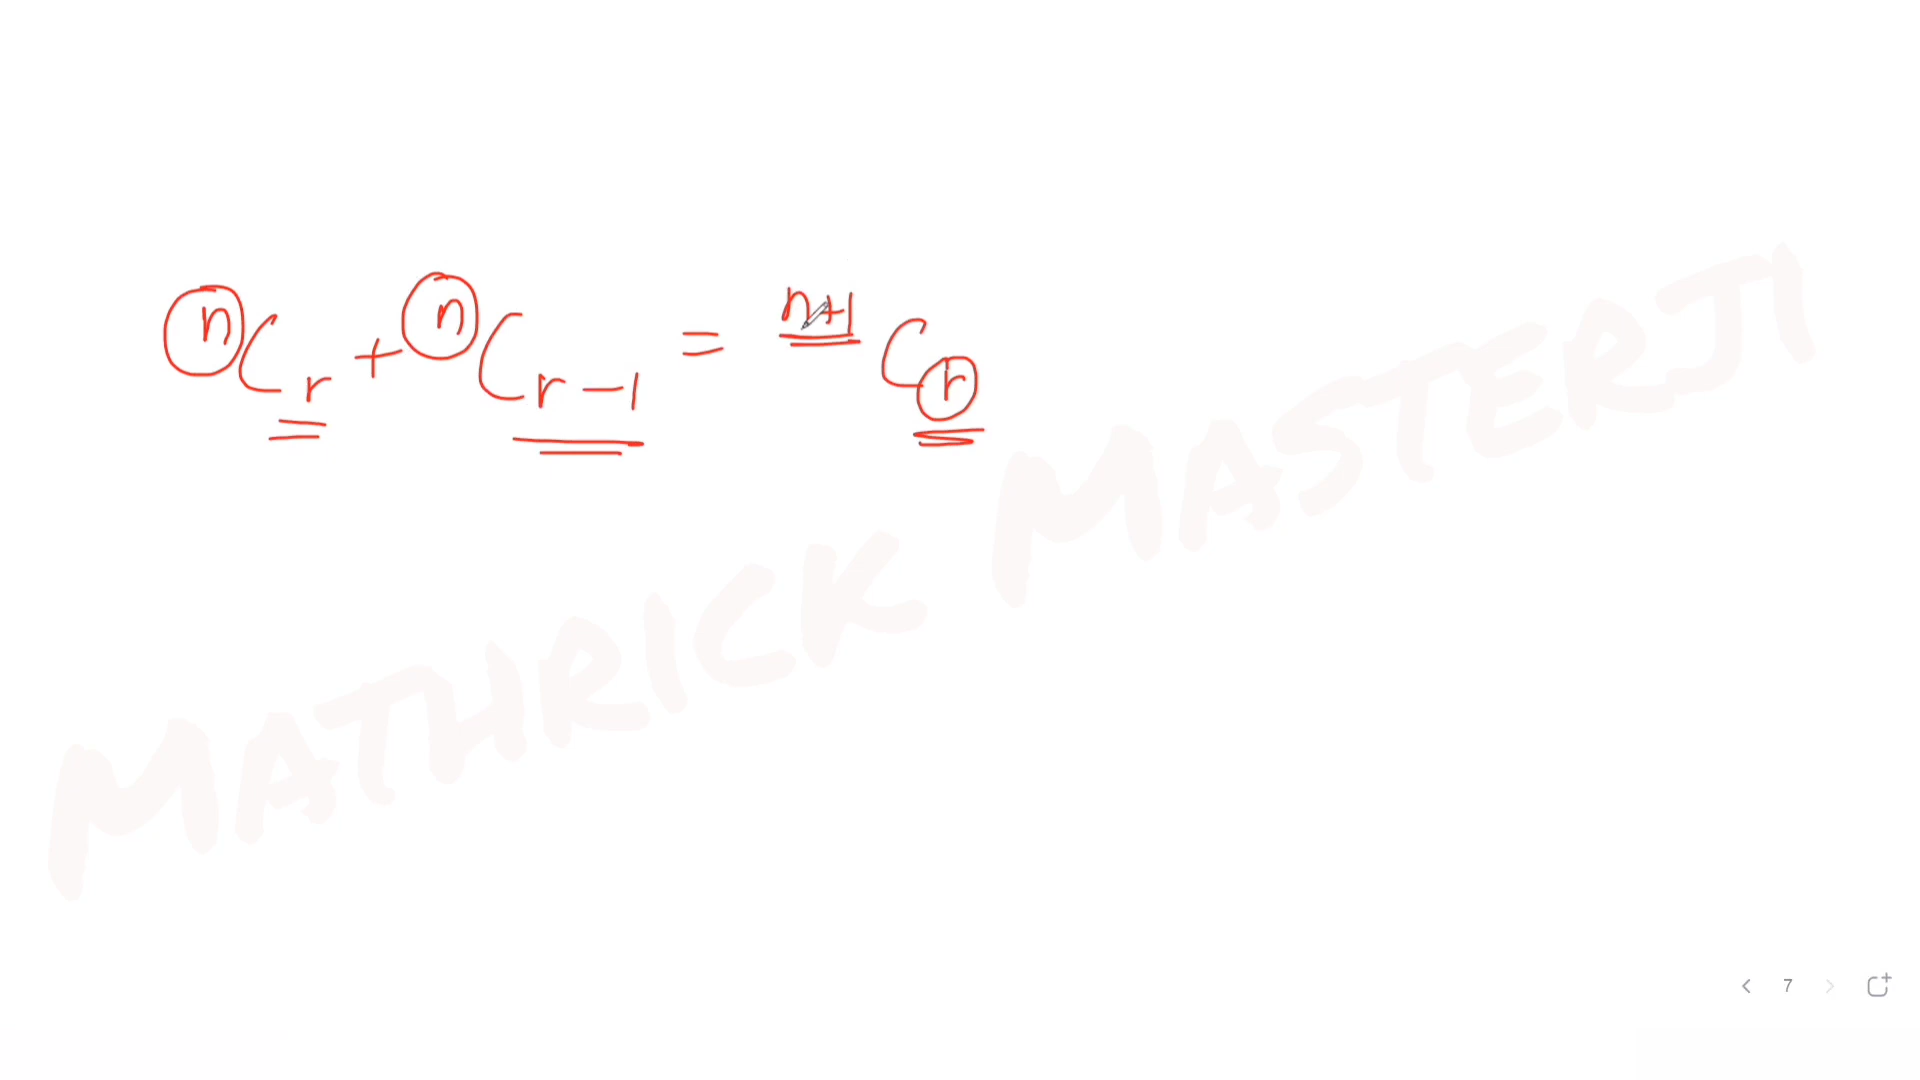 ⁿCᵣ + ⁿCᵣ₋₁ = ⁿ⁺¹Cᵣ
MATHRICK MASTERJI
7